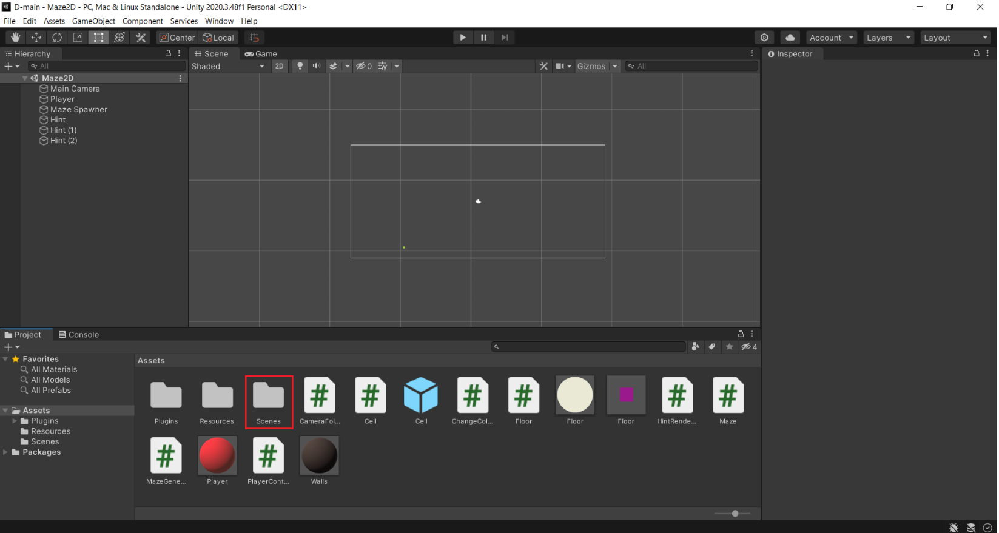 D-main - Maze2D - PC, Mac & Linux Standalone - Unity 2020.3.48f1 Personal <DX11>
File Edit Assets GameObject Component Services Window Help
Center Local Account Layers Layout
Hierarchy
All
Maze2D
Main Camera
Player
Maze Spawner
Hint
Hint (1)
Hint (2)
Scene Game
Shaded 2D 0 Gizmos All
Inspector
Project Console
4
Favorites
All Materials
All Models
All Prefabs
Assets
Plugins
Resources
Scenes
Packages
Assets
Plugins Resources Scenes CameraFol... Cell Cell ChangeCol... Floor Floor Floor HintRende... Maze
MazeGene... Player PlayerCont... Walls